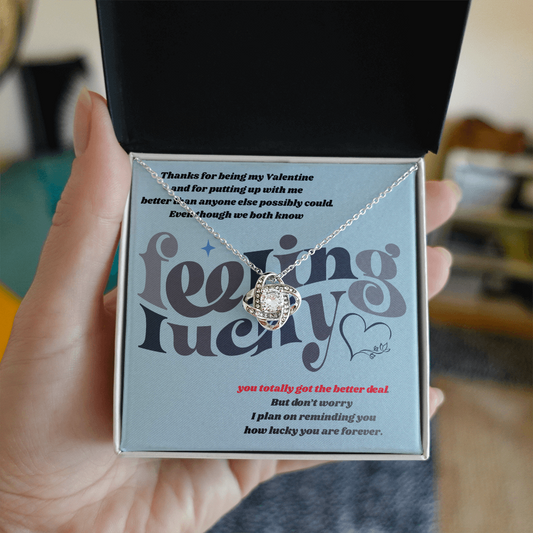 Thanks for being my Valentine
and for putting up with me
better than anyone else possibly could.
Even though we both know
feeling
lucky
you totally got the better deal.
But don't worry
I plan on reminding you
how lucky you are forever.